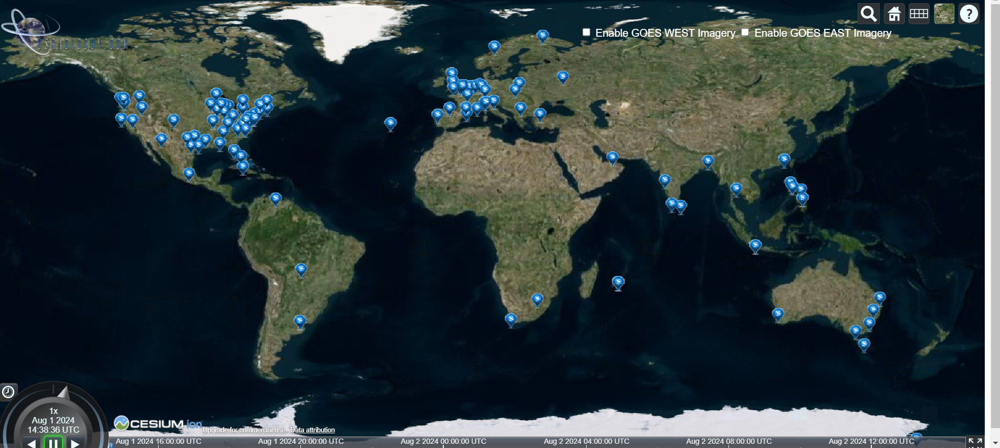 Enable GOES WEST Imagery Enable GOES EAST Imagery
?
1x
Aug 1 2024
14:38:36 UTC
CESIUM ion
Upgrade for commercial use. Data attribution
Aug 1 2024 16:00:00 UTC Aug 1 2024 20:00:00 UTC Aug 2 2024 00:00:00 UTC Aug 2 2024 04:00:00 UTC Aug 2 2024 08:00:00 UTC Aug 2 2024 12:00:00 UTC